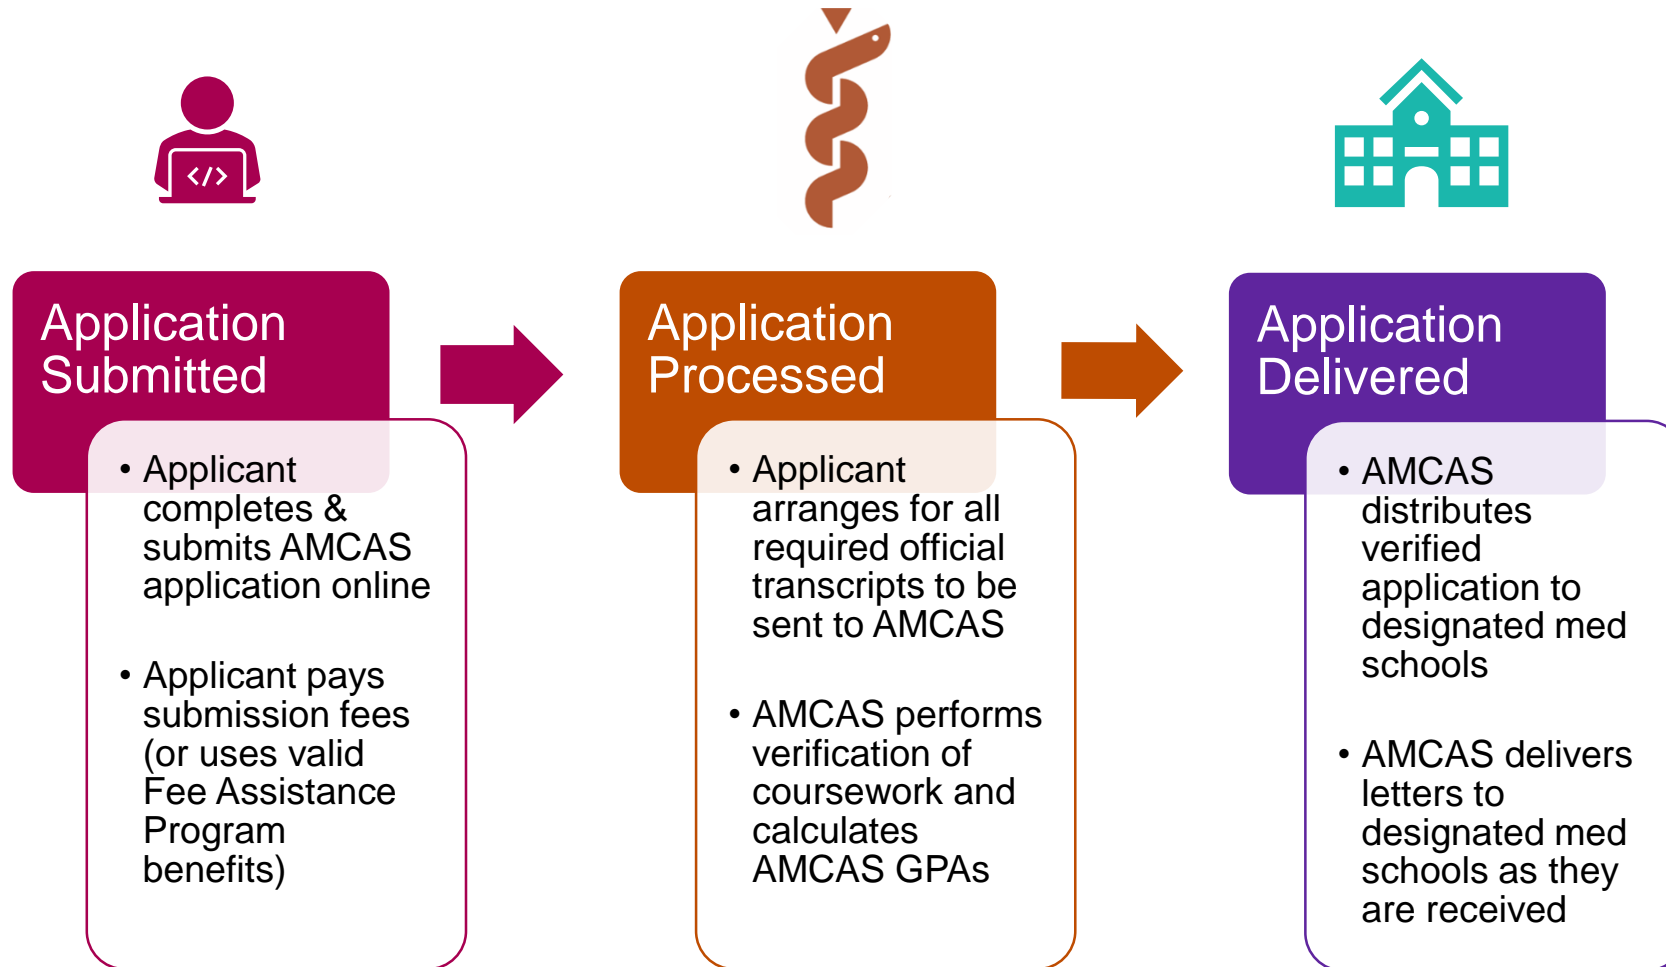 </>
Application
Submitted
• Applicant
completes &
submits AMCAS
application online
• Applicant pays
submission fees
(or uses valid
Fee Assistance
Program
benefits)
Application
Processed
• Applicant
arranges for all
required official
transcripts to be
sent to AMCAS
• AMCAS performs
verification of
coursework and
calculates
AMCAS GPAs
Application
Delivered
• AMCAS
distributes
verified
application to
designated med
schools
• AMCAS delivers
letters to
designated med
schools as they
are received